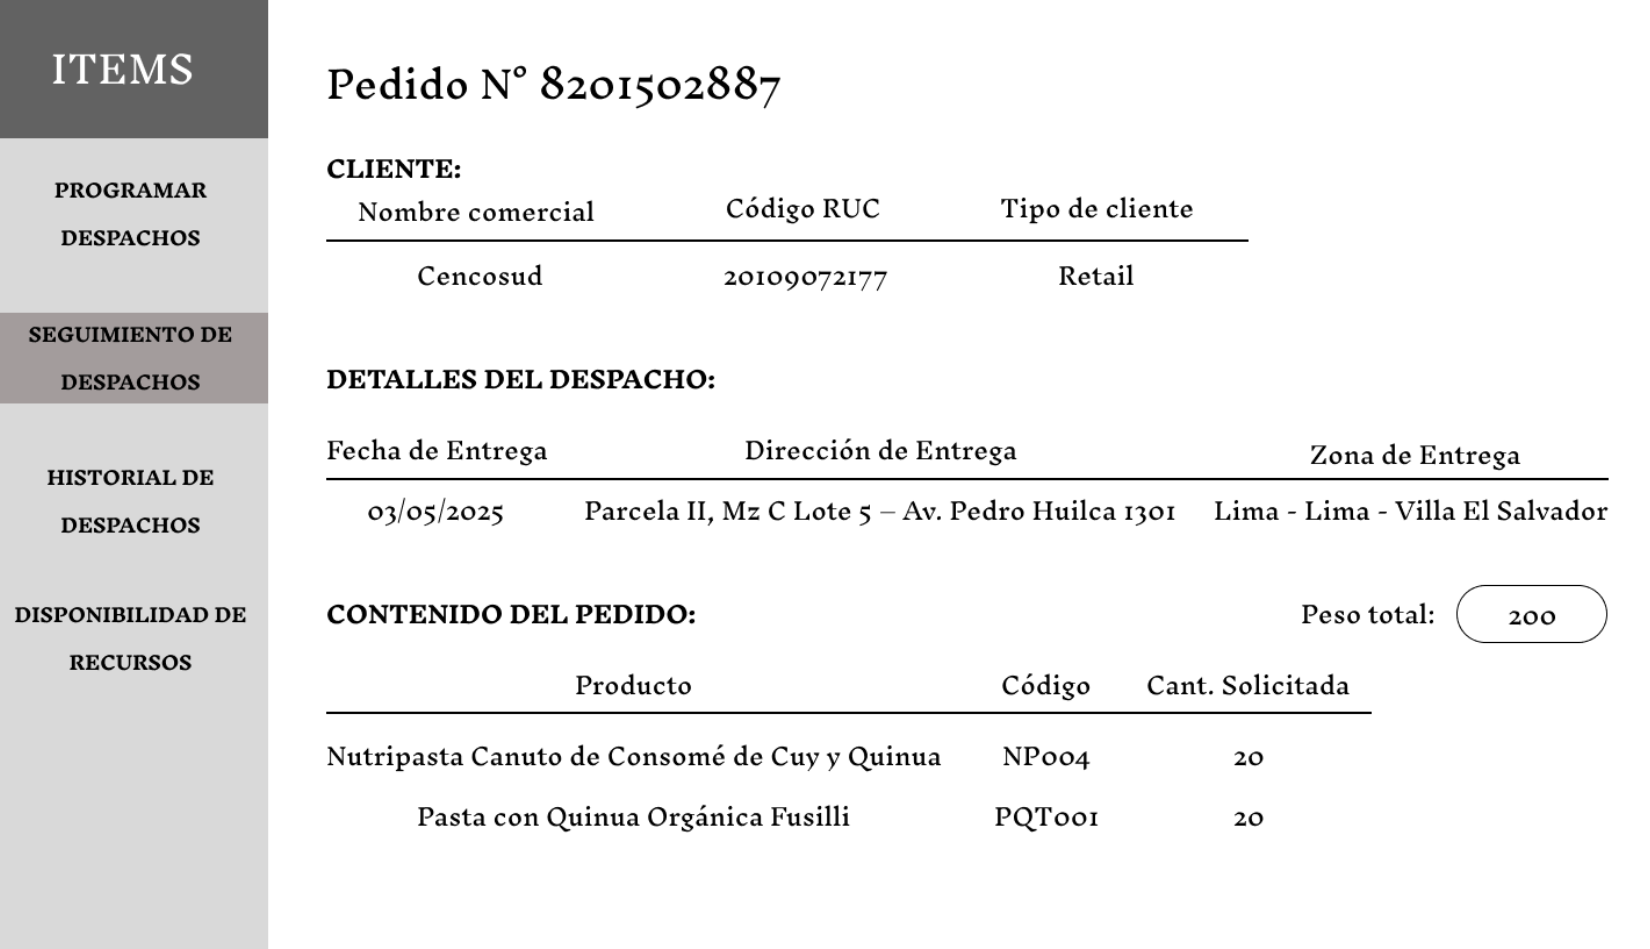 ITEMS
PROGRAMAR
DESPACHOS
SEGUIMIENTO DE
DESPACHOS
HISTORIAL DE
DESPACHOS
DISPONIBILIDAD DE
RECURSOS
Pedido N° 8201502887
CLIENTE:
Nombre comercial Código RUC Tipo de cliente
Cencosud 20109072177 Retail
DETALLES DEL DESPACHO:
Fecha de Entrega Dirección de Entrega Zona de Entrega
03/05/2025 Parcela II, Mz C Lote 5 – Av. Pedro Huilca 1301 Lima - Lima - Villa El Salvador
CONTENIDO DEL PEDIDO: Peso total: 200
Producto Código Cant. Solicitada
Nutripasta Canuto de Consomé de Cuy y Quinua NP004 20
Pasta con Quinua Orgánica Fusilli PQT001 20